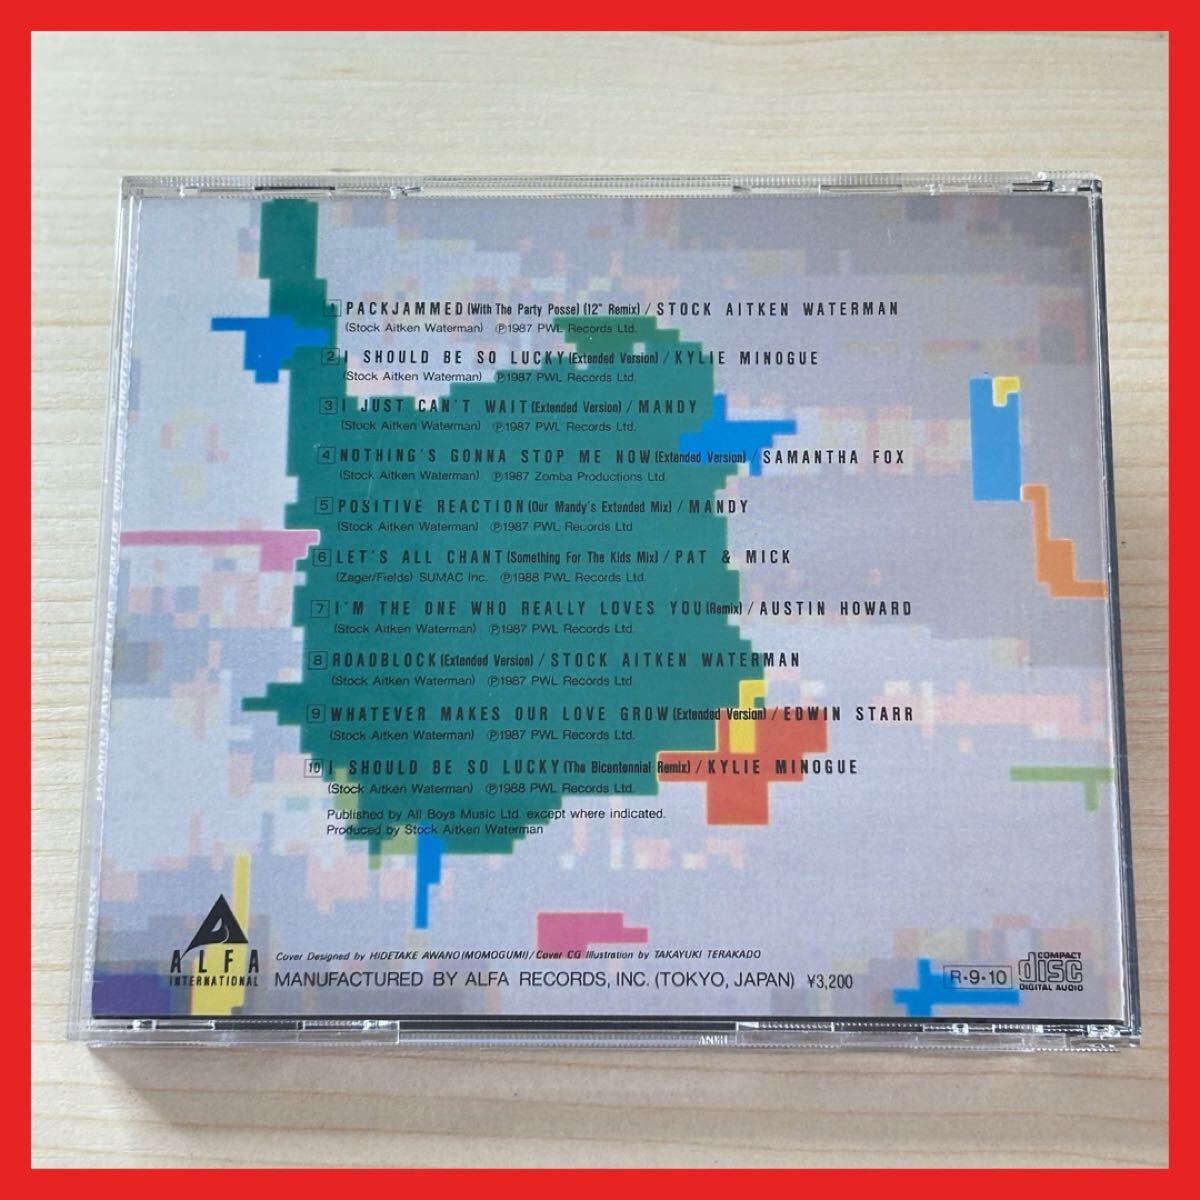 1 PACKJAMMED (With The Party Posse) (12" Remix) / STOCK AITKEN WATERMAN
(Stock Aitken Waterman) ℗1987 PWL Records Ltd.
2 I SHOULD BE SO LUCKY (Extended Version) / KYLIE MINOGUE
(Stock Aitken Waterman) ℗1987 PWL Records Ltd.
3 I JUST CAN'T WAIT (Extended Version) / MANDY
(Stock Aitken Waterman) ℗1987 PWL Records Ltd.
4 NOTHING'S GONNA STOP ME NOW (Extended Version) / SAMANTHA FOX
(Stock Aitken Waterman) ℗1987 Zomba Productions Ltd.
5 POSITIVE REACTION (Our Mandy's Extended Mix) / MANDY
(Stock Aitken Waterman) ℗1987 PWL Records Ltd
6 LET'S ALL CHANT (Something For The Kids Mix) / PAT & MICK
(Zager/Fields) SUMAC Inc. ℗1988 PWL Records Ltd.
7 I'M THE ONE WHO REALLY LOVES YOU (Remix) / AUSTIN HOWARD
(Stock Aitken Waterman) ℗1987 PWL Records Ltd.
8 ROADBLOCK (Extended Version) / STOCK AITKEN WATERMAN
(Stock Aitken Waterman) ℗1987 PWL Records Ltd.
9 WHATEVER MAKES OUR LOVE GROW (Extended Version) / EDWIN STARR
(Stock Aitken Waterman) ℗1987 PWL Records Ltd.
10 I SHOULD BE SO LUCKY (The Bicentennial Remix) / KYLIE MINOGUE
(Stock Aitken Waterman) ℗1988 PWL Records Ltd.
Published by All Boys Music Ltd. except where indicated.
Produced by Stock Aitken Waterman
ALFA
INTERNATIONAL
Cover Designed by HIDETAKE AWANO (MOMOGUMI) / Cover CG Illustration by TAKAYUKI TERAKADO
MANUFACTURED BY ALFA RECORDS, INC. (TOKYO, JAPAN) ¥3,200
R・9・10
COMPACT
disc
DIGITAL AUDIO